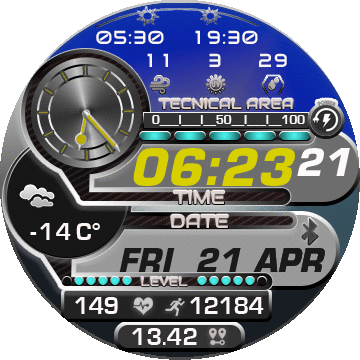 05:30 19:30
11 3 29
UV
TECNICAL AREA
0 50 100
06:23 21
TIME
DATE
-14 C°
FRI 21 APR
LEVEL
149 12184
13.42